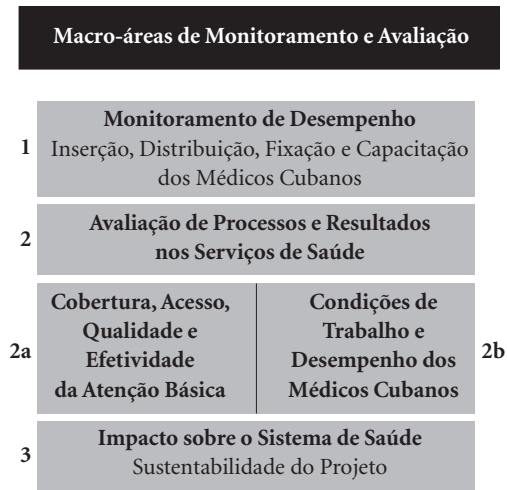 Macro-áreas de Monitoramento e Avaliação
1
Monitoramento de Desempenho
Inserção, Distribuição, Fixação e Capacitação
dos Médicos Cubanos
2
Avaliação de Processos e Resultados
nos Serviços de Saúde
2a
Cobertura, Acesso,
Qualidade e
Efetividade
da Atenção Básica
Condições de
Trabalho e
Desempenho dos
Médicos Cubanos
2b
3
Impacto sobre o Sistema de Saúde
Sustentabilidade do Projeto